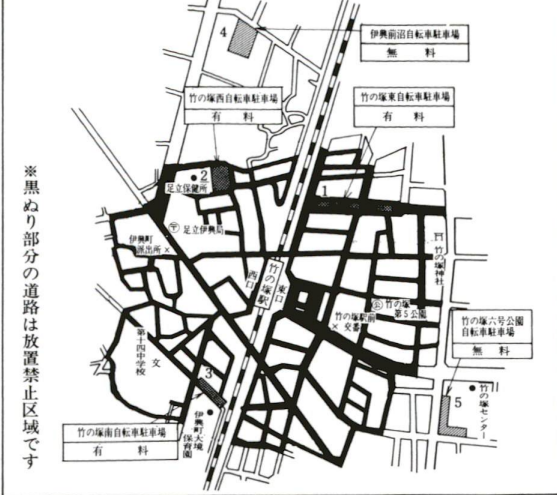 4
伊興前沼自転車駐車場
無料
竹の塚西自転車駐車場
有料
竹の塚東自転車駐車場
有料
2
足立保健所
1
〒足立伊興局
伊興町
派出所×
竹の塚神社
西口
竹の塚駅
東口
竹の塚
第5公園
竹の塚駅前
×交番
竹の塚六号公園
自転車駐車場
無料
第十四中学校
文
3
5
竹の塚センター
伊興町大境
保育園
竹の塚南自転車駐車場
有料
※黒ぬり部分の道路は放置禁止区域です